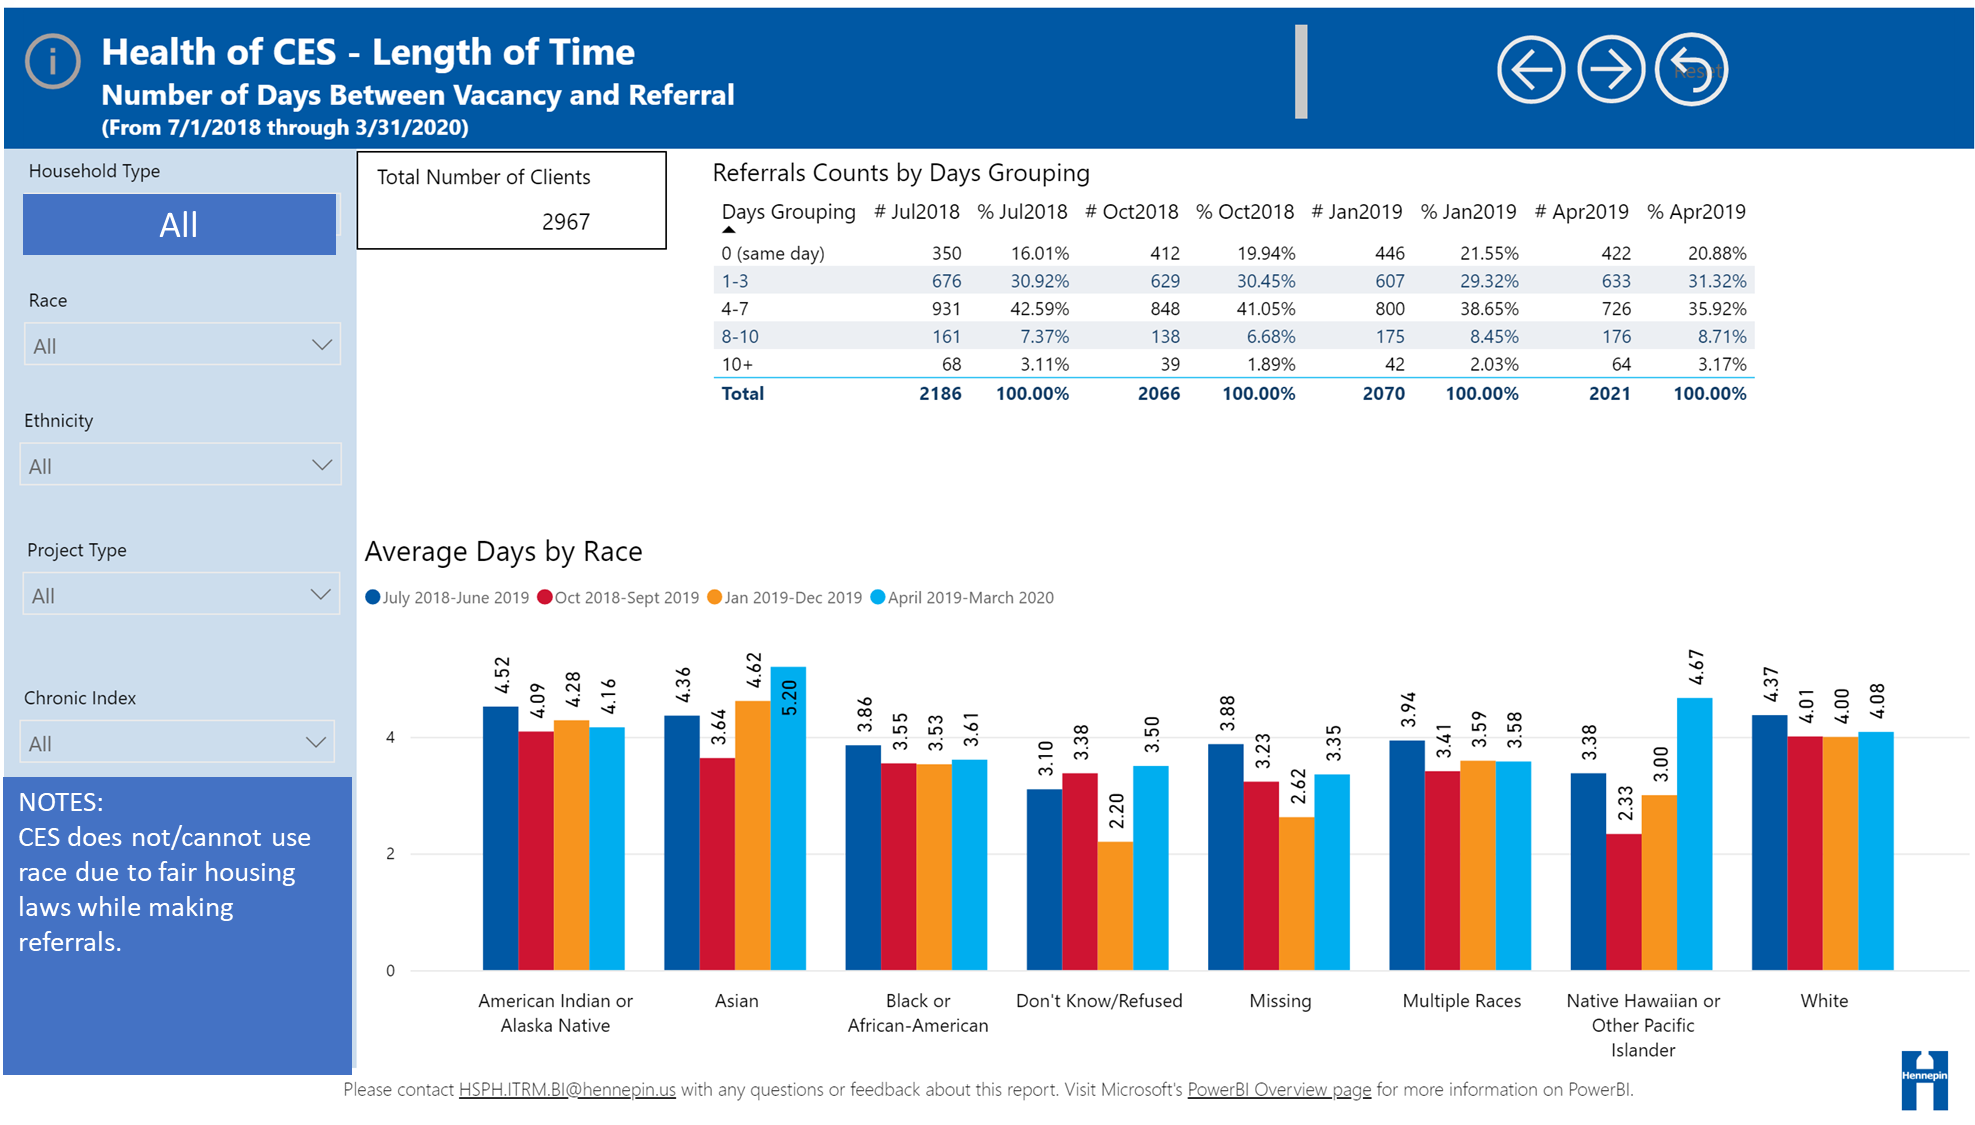 Health of CES - Length of Time
Number of Days Between Vacancy and Referral
(From 7/1/2018 through 3/31/2020)
Reset
Household Type
All
Race
All
Ethnicity
All
Project Type
All
Chronic Index
All
NOTES:
CES does not/cannot use
race due to fair housing
laws while making
referrals.
Total Number of Clients
2967
Referrals Counts by Days Grouping
Days Grouping # Jul2018 % Jul2018 # Oct2018 % Oct2018 # Jan2019 % Jan2019 # Apr2019 % Apr2019
0 (same day) 350 16.01% 412 19.94% 446 21.55% 422 20.88%
1-3 676 30.92% 629 30.45% 607 29.32% 633 31.32%
4-7 931 42.59% 848 41.05% 800 38.65% 726 35.92%
8-10 161 7.37% 138 6.68% 175 8.45% 176 8.71%
10+ 68 3.11% 39 1.89% 42 2.03% 64 3.17%
Total 2186 100.00% 2066 100.00% 2070 100.00% 2021 100.00%
Average Days by Race
July 2018-June 2019 Oct 2018-Sept 2019 Jan 2019-Dec 2019 April 2019-March 2020
4.52 4.09 4.28 4.16 4.36 3.64 4.62 5.20 3.86 3.55 3.53 3.61 3.10 3.38 2.20 3.50 3.88 3.23 2.62 3.35 3.94 3.41 3.59 3.58 3.38 2.33 3.00 4.67 4.37 4.01 4.00 4.08
4
2
0
American Indian or
Alaska Native
Asian
Black or
African-American
Don't Know/Refused
Missing
Multiple Races
Native Hawaiian or
Other Pacific
Islander
White
Please contact HSPH.ITRM.BI@hennepin.us with any questions or feedback about this report. Visit Microsoft's PowerBI Overview page for more information on PowerBI.
Hennepin